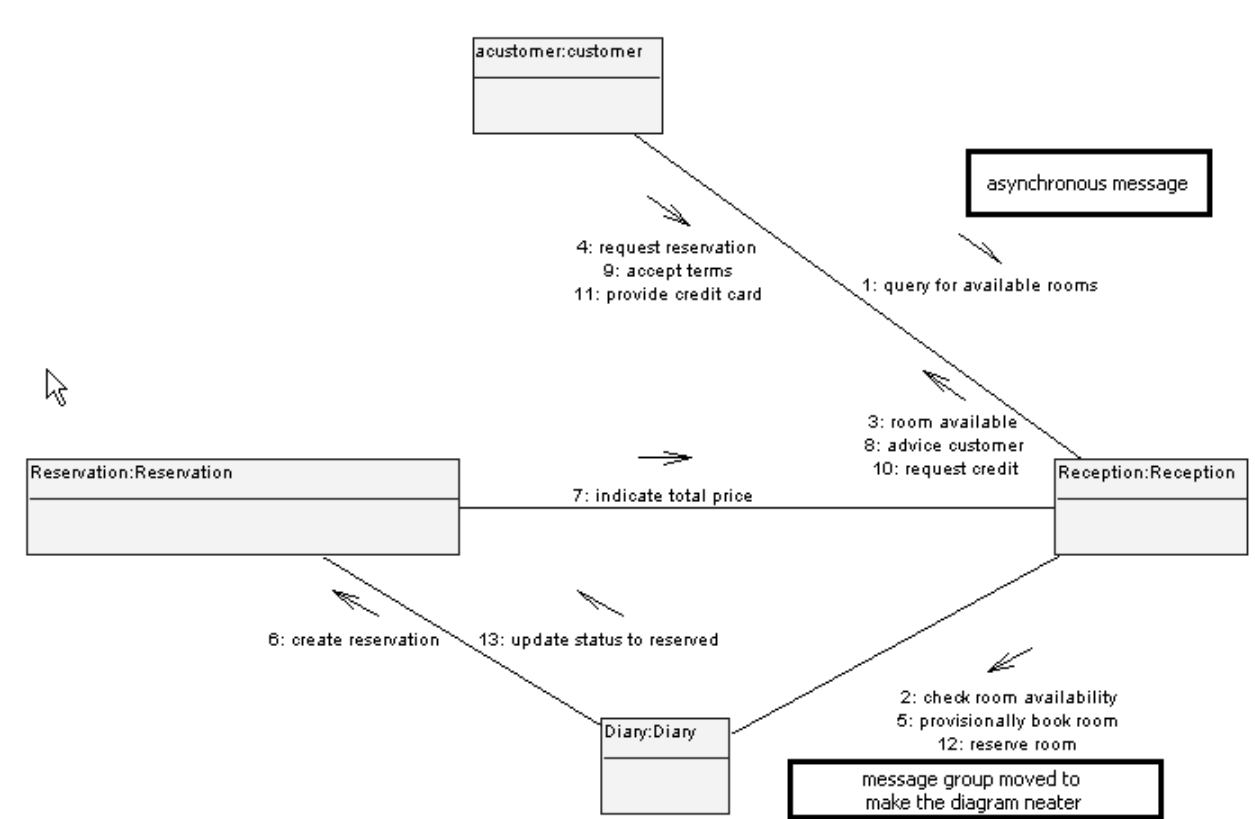 acustomer:customer
asynchronous message
4: request reservation
9: accept terms
11: provide credit card
1: query for available rooms
3: room available
8: advice customer
10: request credit
Reservation:Reservation
7: indicate total price
Reception:Reception
6: create reservation
13: update status to reserved
2: check room availability
5: provisionally book room
12: reserve room
Diary:Diary
message group moved to
make the diagram neater